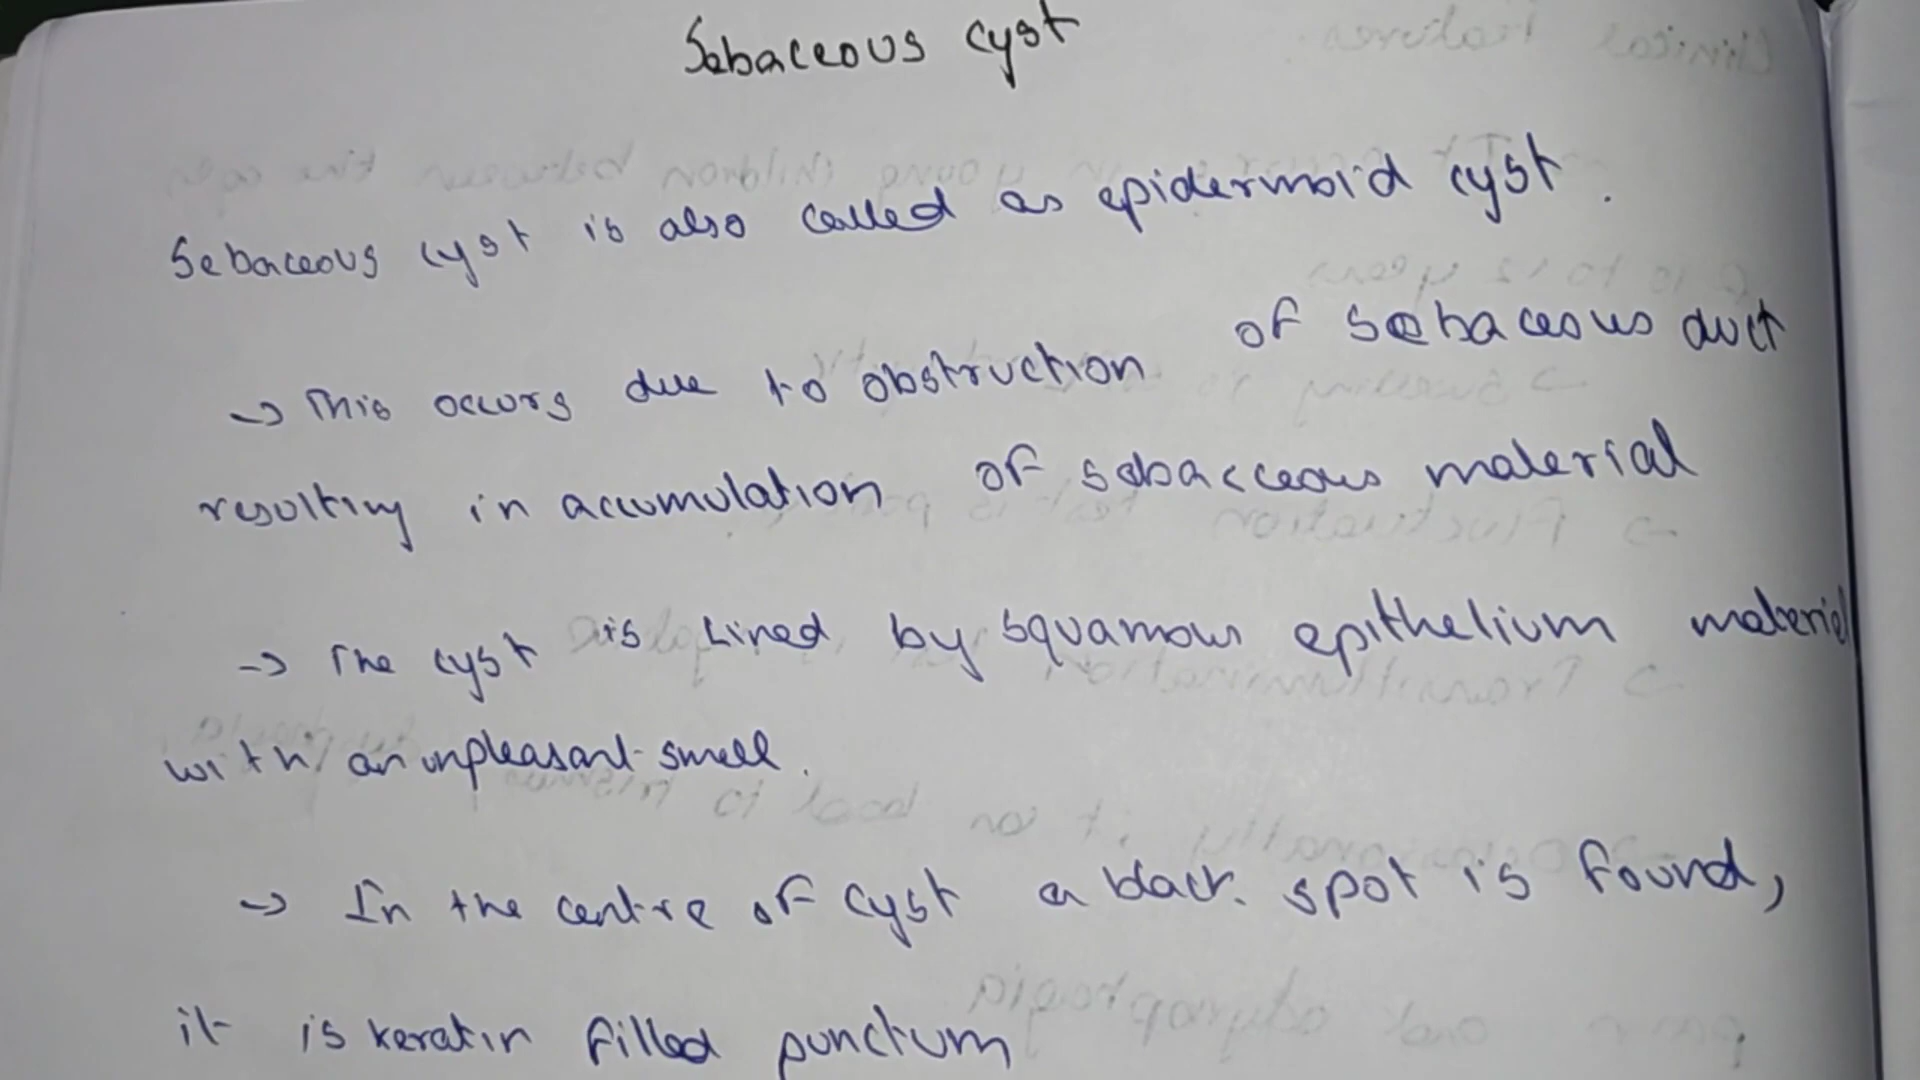 Sebaceous cyst
Sebaceous cyst is also called as epidermoid cyst.
→ This occurs due to obstruction of sebaceous duct
resulting in accumulation of sebacceous material
→ The cyst is Lined by squamous epithelium material
with an unpleasant smell.
→ In the centre of cyst a black spot is found,
it is keratin filled punctum